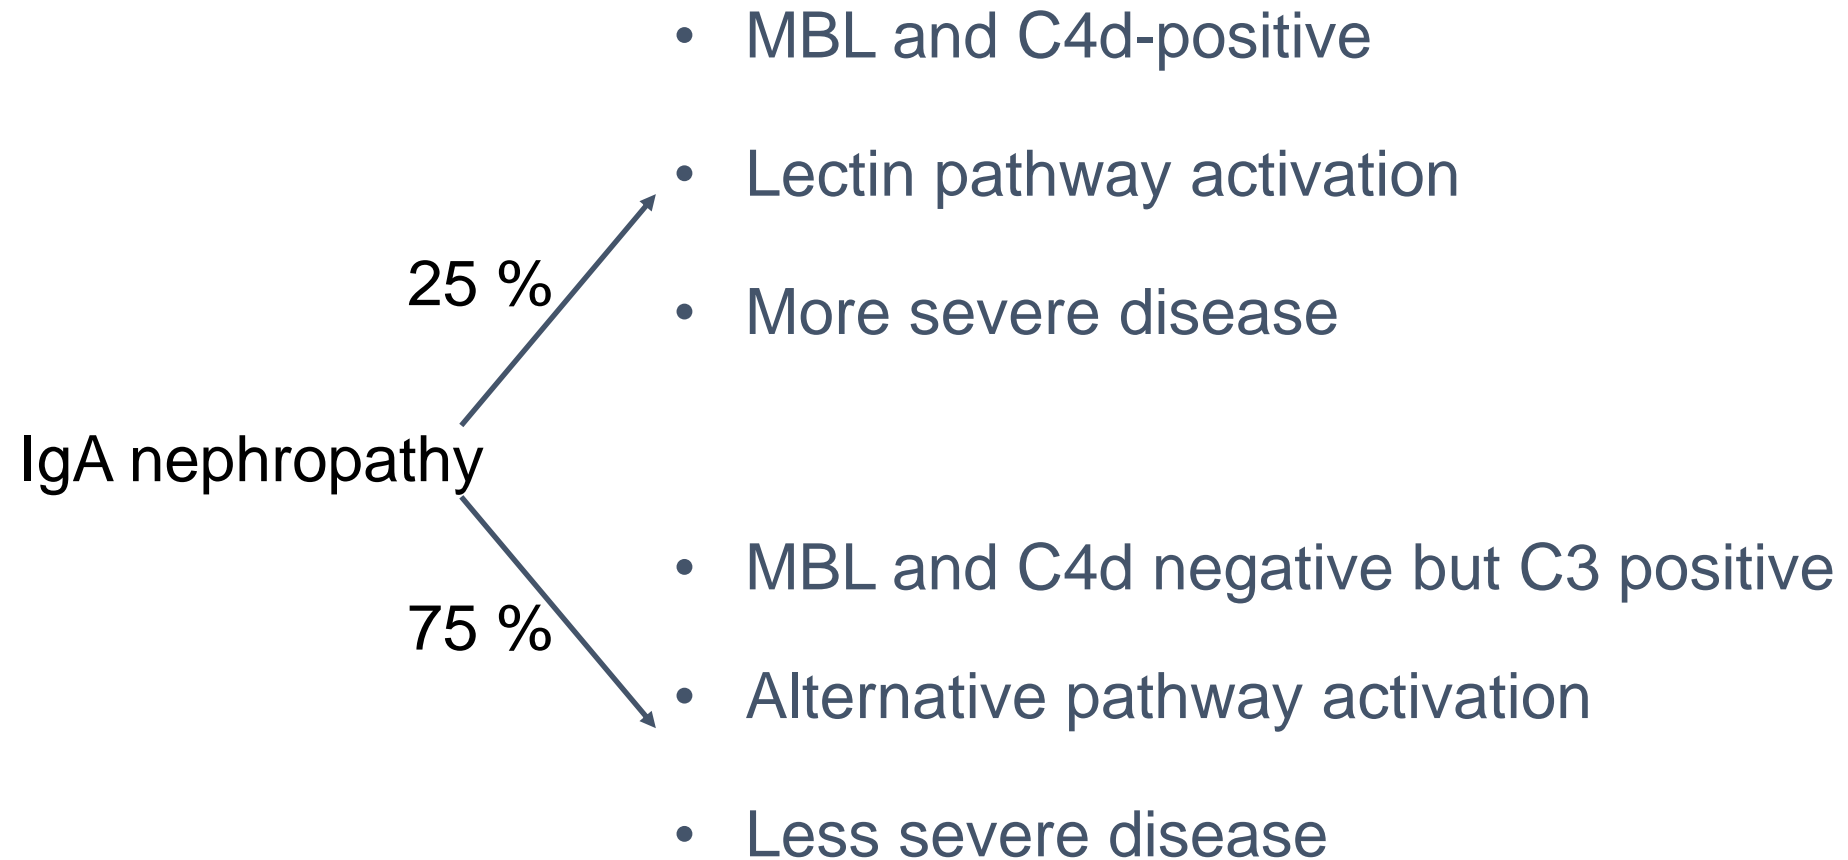 • MBL and C4d-positive
• Lectin pathway activation
25 %
• More severe disease
IgA nephropathy
• MBL and C4d negative but C3 positive
75 %
• Alternative pathway activation
• Less severe disease